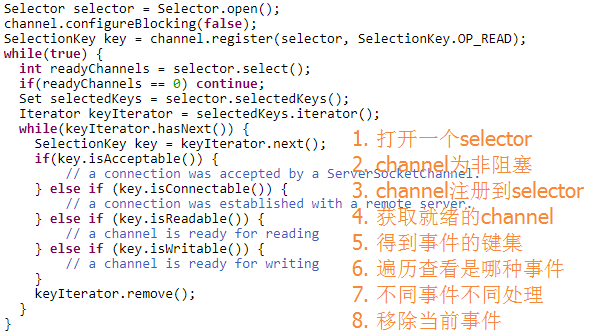 Selector selector = Selector.open();
channel.configureBlocking(false);
SelectionKey key = channel.register(selector, SelectionKey.OP_READ);
while(true) {
  int readyChannels = selector.select();
  if(readyChannels == 0) continue;
  Set selectedKeys = selector.selectedKeys();
  Iterator keyIterator = selectedKeys.iterator();
  while(keyIterator.hasNext()) {
    SelectionKey key = keyIterator.next();
    if(key.isAcceptable()) {
        // a connection was accepted by a ServerSocketChannel.
    } else if (key.isConnectable()) {
        // a connection was established with a remote server.
    } else if (key.isReadable()) {
        // a channel is ready for reading
    } else if (key.isWritable()) {
        // a channel is ready for writing
    }
    keyIterator.remove();
  }
}
1. 打开一个selector
2. channel为非阻塞
3. channel注册到selector
4. 获取就绪的channel
5. 得到事件的键集
6. 遍历查看是哪种事件
7. 不同事件不同处理
8. 移除当前事件